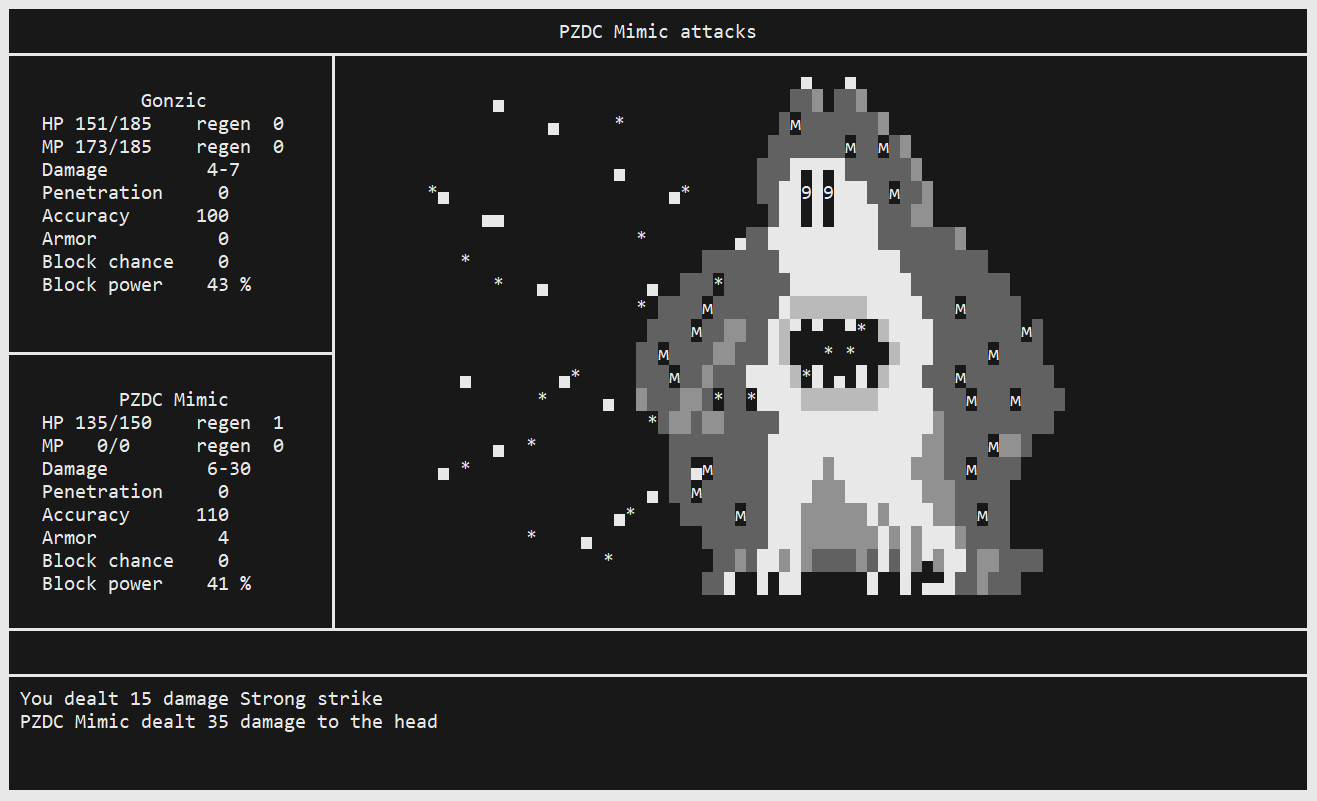 PZDC Mimic attacks
Gonzic
HP 151/185 regen 0
MP 173/185 regen 0
Damage 4-7
Penetration 0
Accuracy 100
Armor 0
Block chance 0
Block power 43 %
PZDC Mimic
HP 135/150 regen 1
MP 0/0 regen 0
Damage 6-30
Penetration 0
Accuracy 110
Armor 4
Block chance 0
Block power 41 %
*
M
M M
* * 9 9 M
*
*
* *
* M M
M * M
M * * M
* M * M
* * * M M
*
* M
* M M
M
* M M
*
*
You dealt 15 damage Strong strike
PZDC Mimic dealt 35 damage to the head